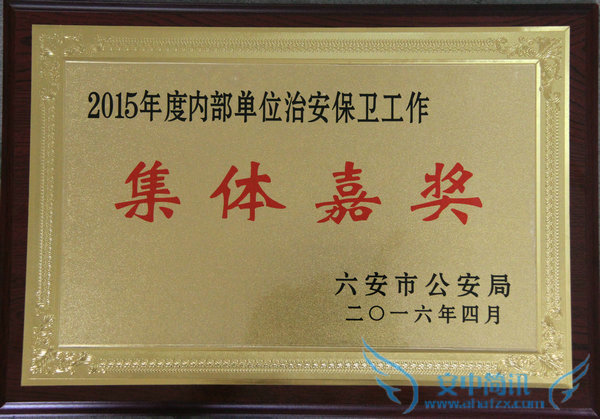 2015年度内部单位治安保卫工作
集体嘉奖
六安市公安局
二〇一六年四月